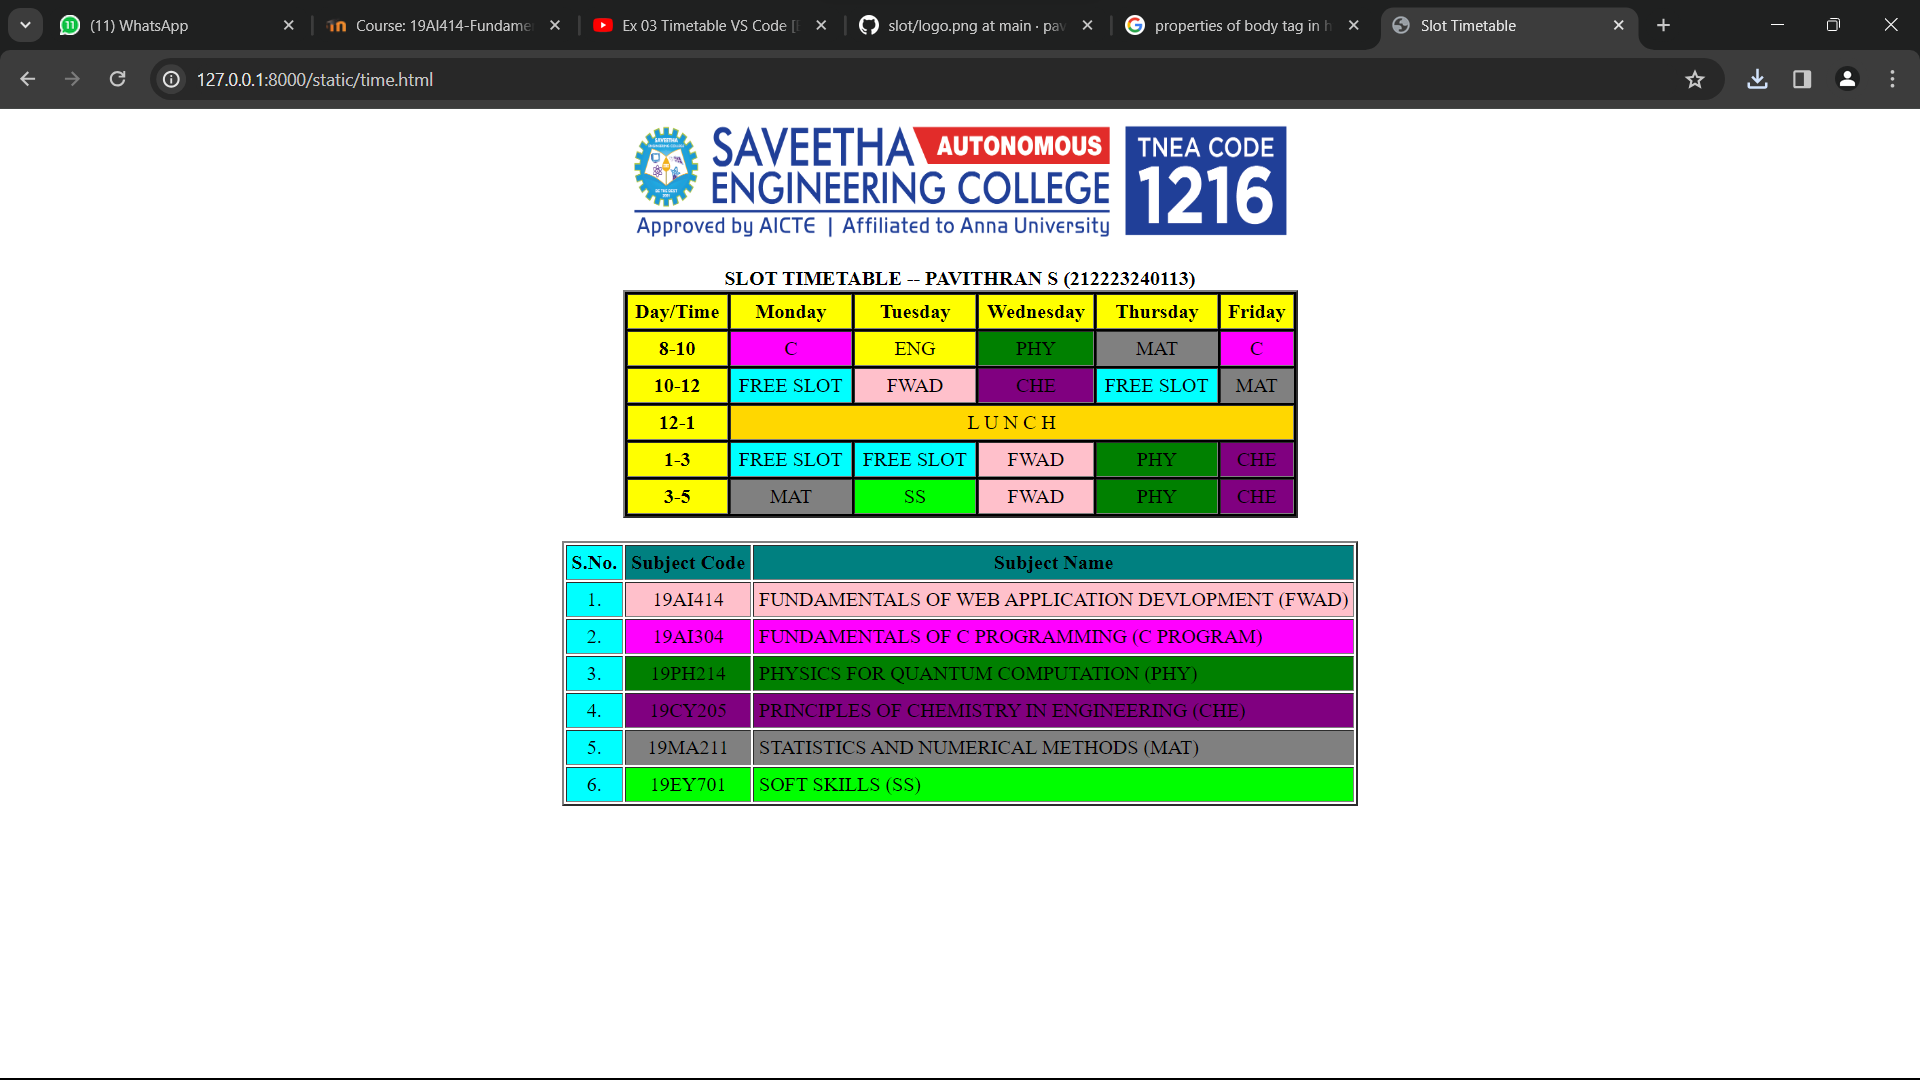 (11) WhatsApp
Course: 19AI414-Fundame
Ex 03 Timetable VS Code [
slot/logo.png at main · pav
properties of body tag in h
Slot Timetable
127.0.0.1:8000/static/time.html
SAVEETHA AUTONOMOUS
ENGINEERING COLLEGE
Approved by AICTE | Affiliated to Anna University
TNEA CODE
1216
SLOT TIMETABLE -- PAVITHRAN S (212223240113)
Day/Time Monday Tuesday Wednesday Thursday Friday
8-10 C ENG PHY MAT C
10-12 FREE SLOT FWAD CHE FREE SLOT MAT
12-1 L U N C H
1-3 FREE SLOT FREE SLOT FWAD PHY CHE
3-5 MAT SS FWAD PHY CHE
S.No. Subject Code Subject Name
1. 19AI414 FUNDAMENTALS OF WEB APPLICATION DEVLOPMENT (FWAD)
2. 19AI304 FUNDAMENTALS OF C PROGRAMMING (C PROGRAM)
3. 19PH214 PHYSICS FOR QUANTUM COMPUTATION (PHY)
4. 19CY205 PRINCIPLES OF CHEMISTRY IN ENGINEERING (CHE)
5. 19MA211 STATISTICS AND NUMERICAL METHODS (MAT)
6. 19EY701 SOFT SKILLS (SS)